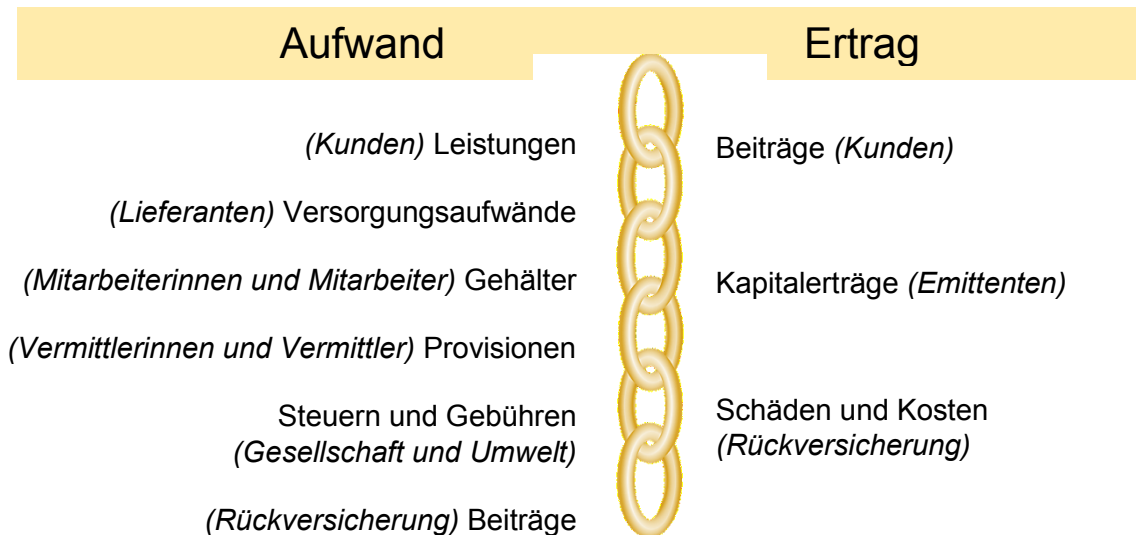 Aufwand
Ertrag
(Kunden) Leistungen
Beiträge (Kunden)
(Lieferanten) Versorgungsaufwände
(Mitarbeiterinnen und Mitarbeiter) Gehälter
Kapitalerträge (Emittenten)
(Vermittlerinnen und Vermittler) Provisionen
Steuern und Gebühren
(Gesellschaft und Umwelt)
Schäden und Kosten
(Rückversicherung)
(Rückversicherung) Beiträge